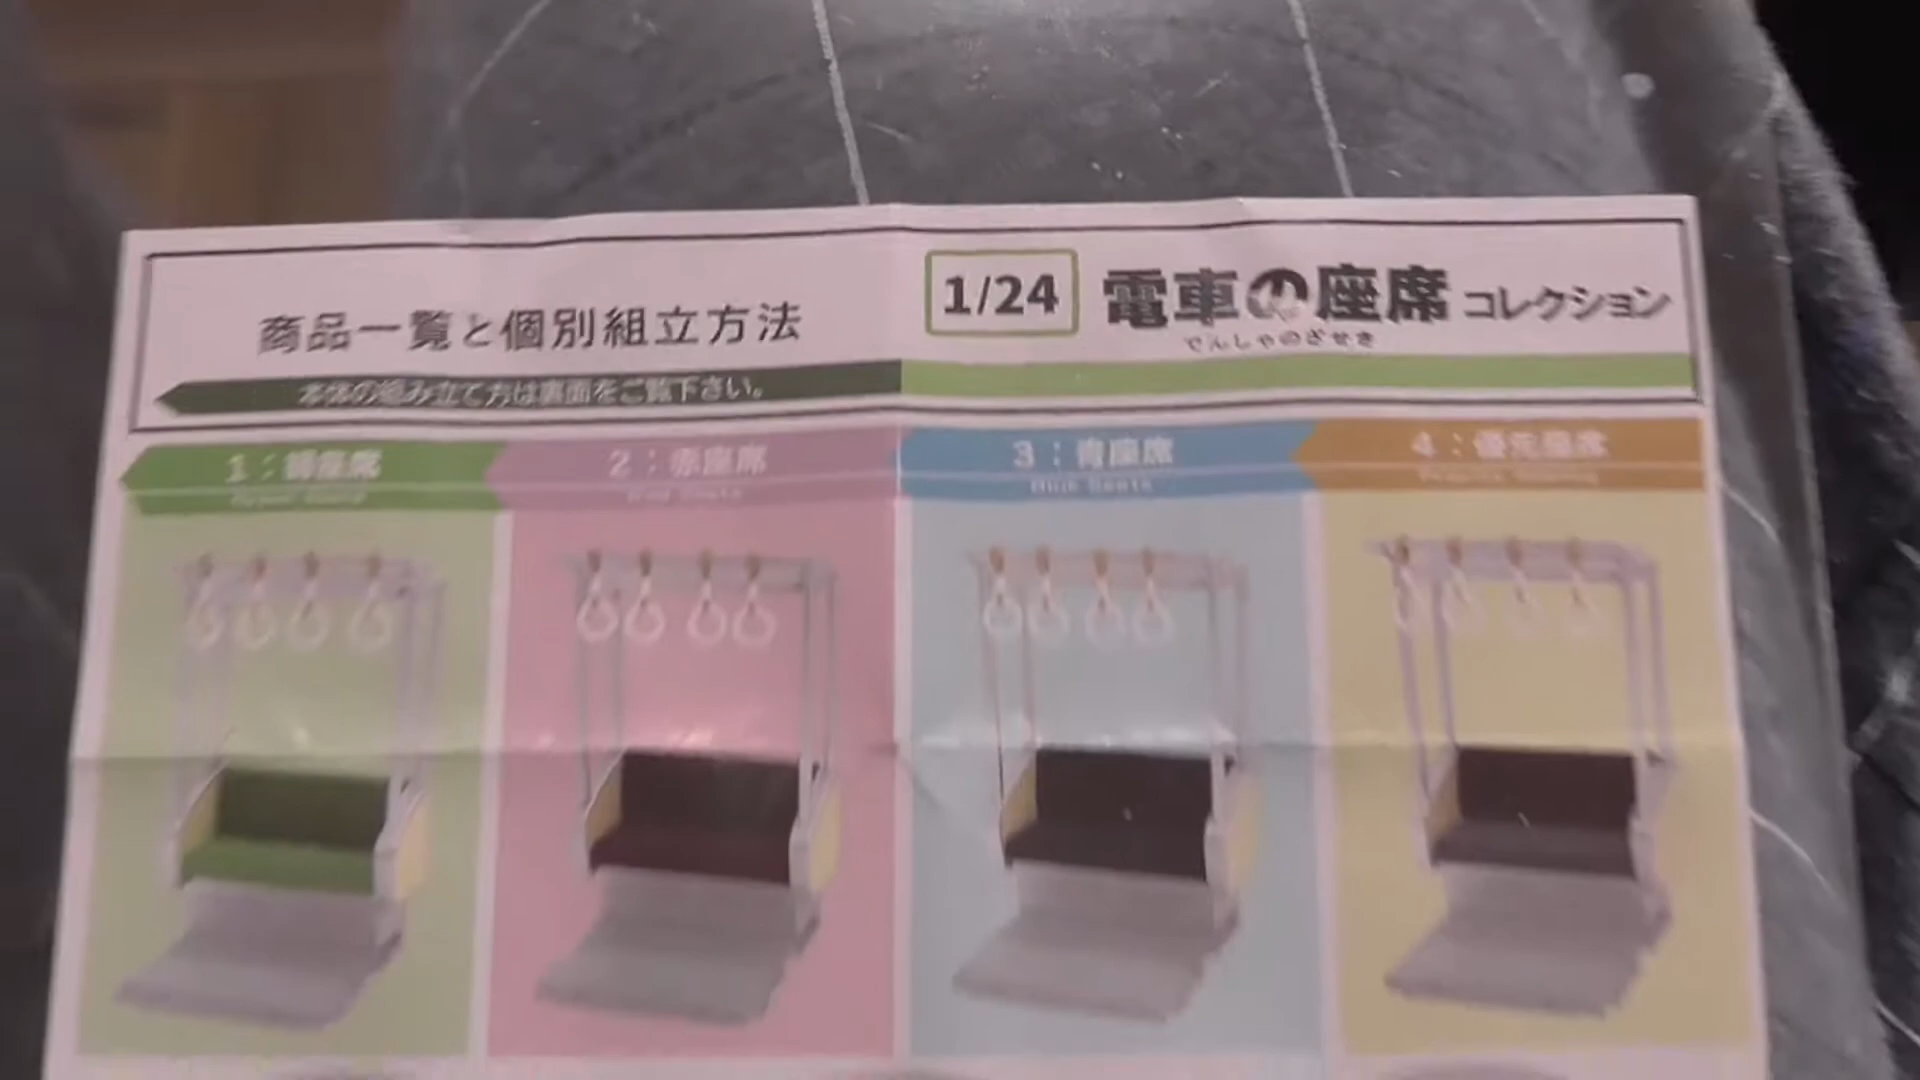 商品一覧と個別組立方法
本体の組み立て方は裏面をご覧下さい。
1/24 電車の座席コレクション
でんしゃのざせき
1：緑座席
2：赤座席
Red Seats
3：青座席
Blue Seats
4：優先座席